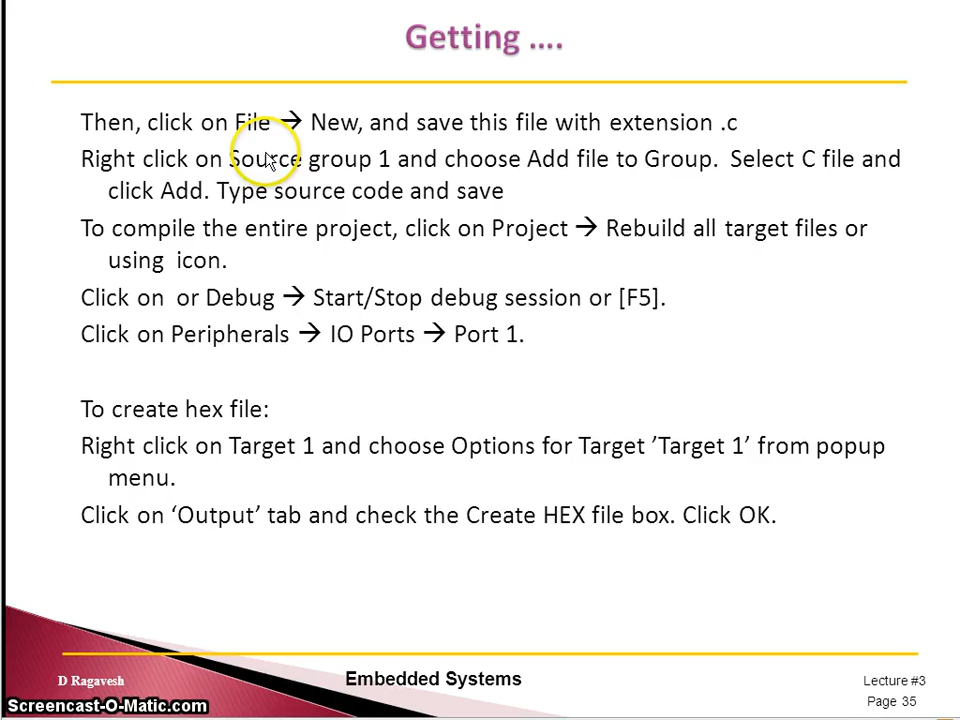 Getting ....
Then, click on File → New, and save this file with extension .c
Right click on Source group 1 and choose Add file to Group.  Select C file and
click Add. Type source code and save
To compile the entire project, click on Project → Rebuild all target files or
using  icon.
Click on  or Debug → Start/Stop debug session or [F5].
Click on Peripherals → IO Ports → Port 1.
To create hex file:
Right click on Target 1 and choose Options for Target ’Target 1’ from popup
menu.
Click on ‘Output’ tab and check the Create HEX file box. Click OK.
D Ragavesh
Embedded Systems
Lecture #3
Page 35
Screencast-O-Matic.com